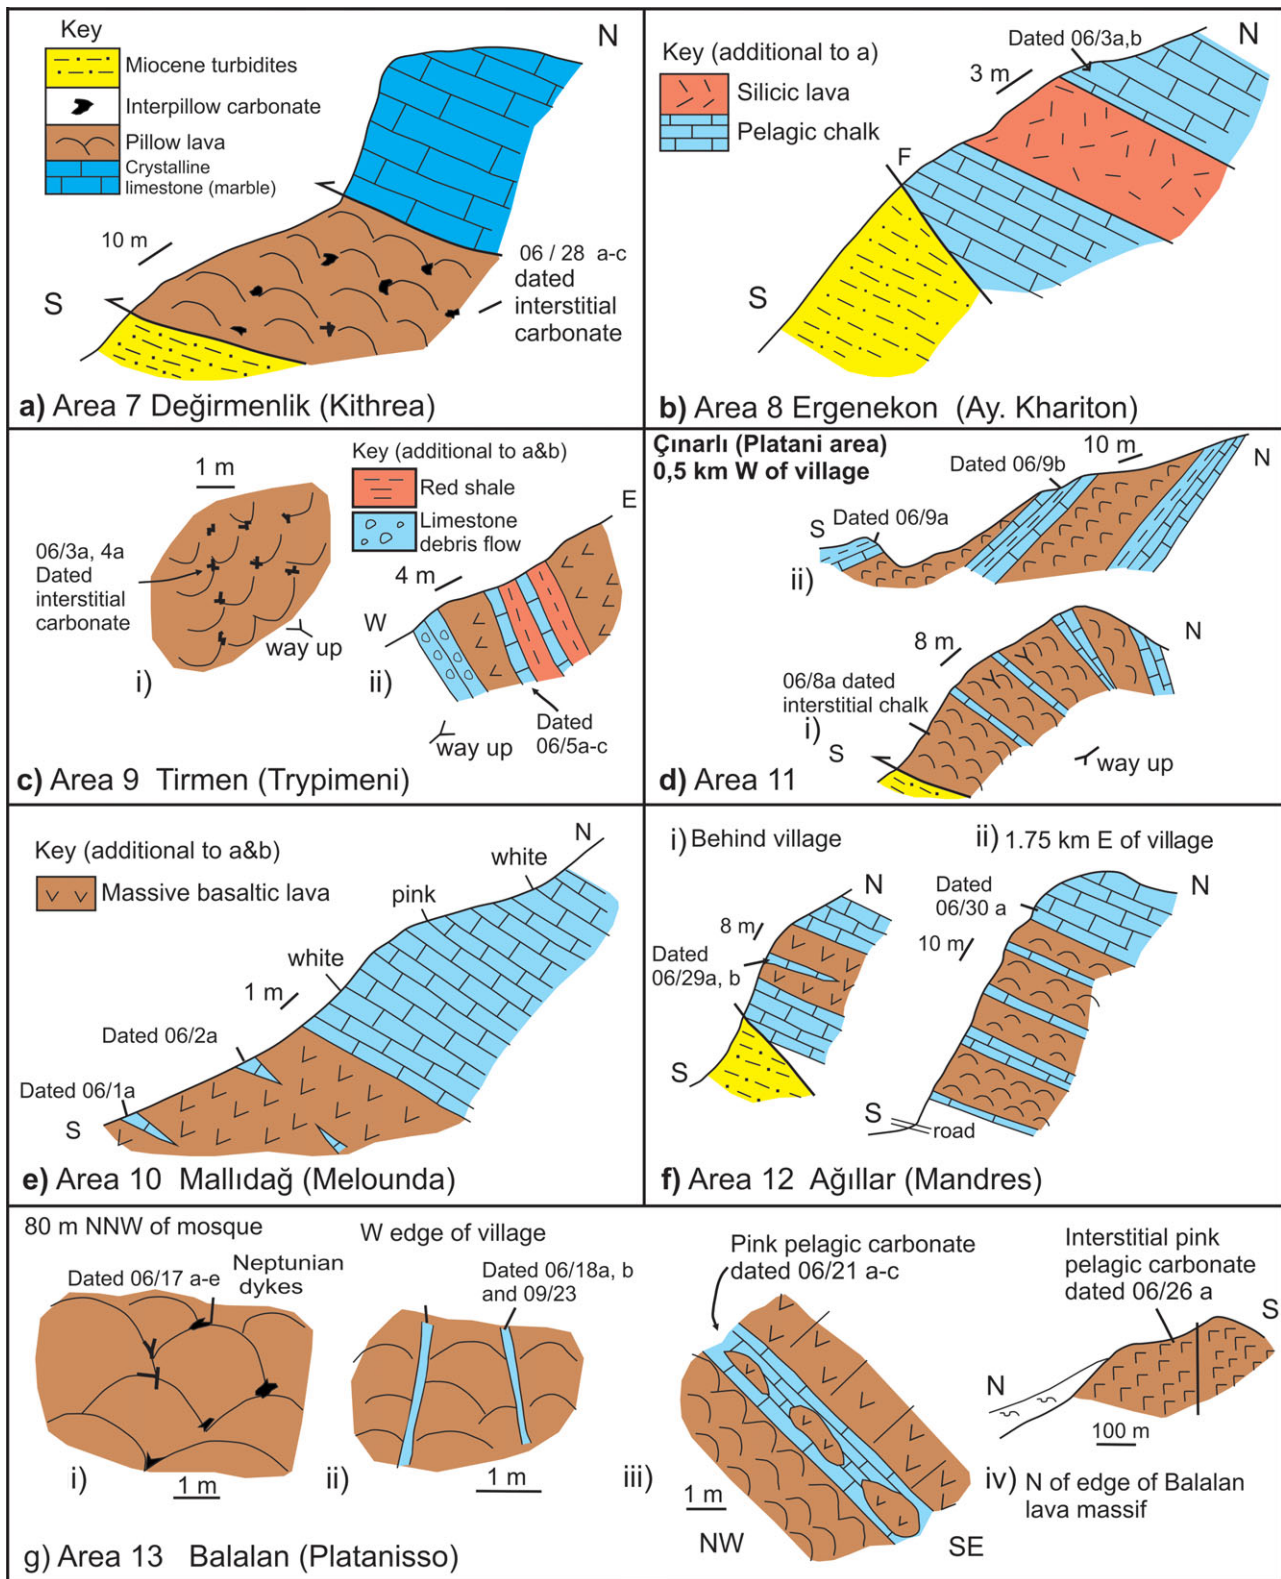 Key
Miocene turbidites
Interpillow carbonate
Pillow lava
Crystalline
limestone (marble)
N
10 m
S
06 / 28 a-c
dated
interstitial
carbonate
a) Area 7 Değirmenlik (Kithrea)
Key (additional to a)
Silicic lava
Pelagic chalk
Dated 06/3a,b
N
3 m
F
S
b) Area 8 Ergenekon (Ay. Khariton)
1 m
06/3a, 4a
Dated
interstitial
carbonate
way up
i)
Key (additional to a&b)
Red shale
Limestone
debris flow
E
4 m
W
ii)
way up
Dated
06/5a-c
c) Area 9 Tirmen (Trypimeni)
Çınarlı (Platani area)
0,5 km W of village
10 m
N
Dated 06/9b
S
Dated 06/9a
ii)
8 m
N
06/8a dated
interstitial chalk
i)
S
way up
d) Area 11
Key (additional to a&b)
Massive basaltic lava
N
white
pink
white
1 m
Dated 06/2a
Dated 06/1a
S
e) Area 10 Mallıdağ (Melounda)
i) Behind village
N
8 m
Dated
06/29a, b
S
ii) 1.75 km E of village
Dated
06/30 a
N
10 m
S
road
f) Area 12 Ağıllar (Mandres)
80 m NNW of mosque
Dated 06/17 a-e
Neptunian
dykes
i)
1 m
W edge of village
Dated 06/18a, b
and 09/23
ii)
1 m
Pink pelagic carbonate
dated 06/21 a-c
iii)
1 m
NW
SE
Interstitial pink
pelagic carbonate
dated 06/26 a
S
N
100 m
iv) N of edge of Balalan
lava massif
g) Area 13 Balalan (Platanisso)